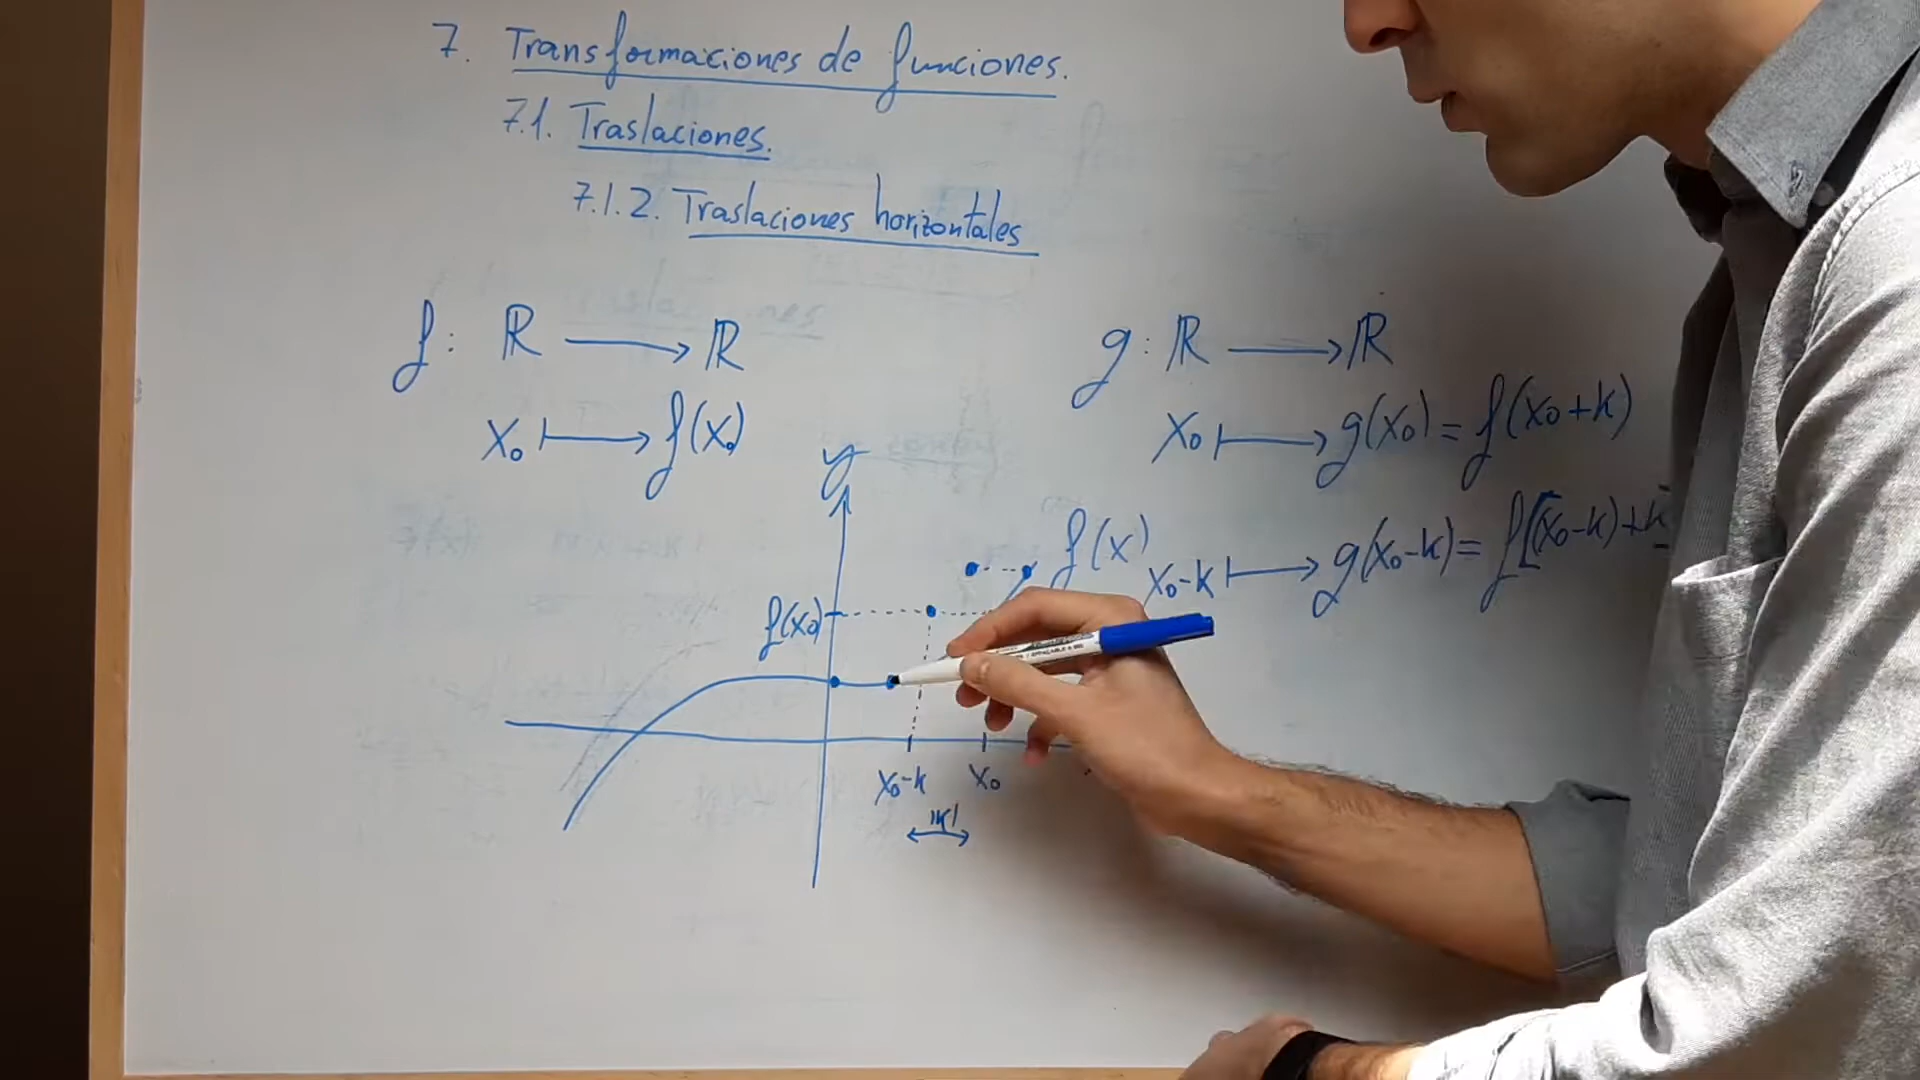 7. Transformaciones de funciones.
7.1. Traslaciones.
7.1.2. Traslaciones horizontales
f: ℝ ⟶ ℝ
x₀ ⟼ f(x₀)
g: ℝ ⟶ ℝ
x₀ ⟼ g(x₀) = f(x₀+k)
x₀-k ⟼ g(x₀-k) = f[(x₀-k)+k
y
f(x)
f(x₀)
x₀-k x₀
|k|